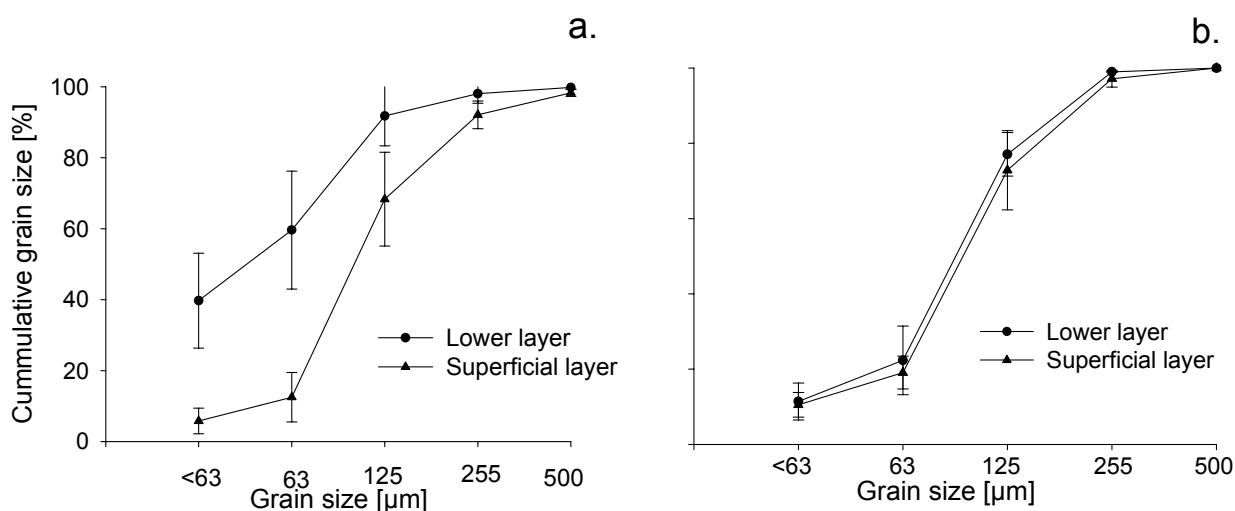 a.
100
80
60
40
20
0
Cummulative grain size [%]
Lower layer
Superficial layer
<63 63 125 255 500
Grain size [µm]
b.
Lower layer
Superficial layer
<63 63 125 255 500
Grain size [µm]